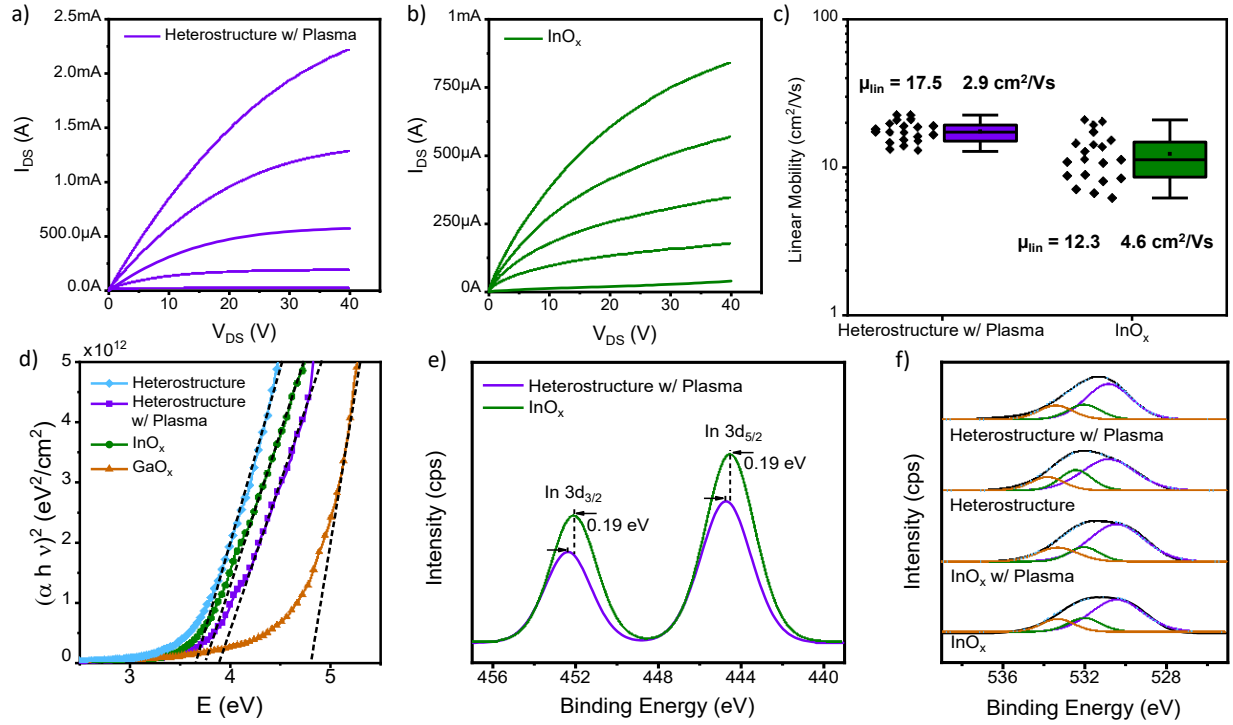 a)
2.5mA
2.0mA
1.5mA
1.0mA
500.0µA
0.0A
I_DS (A)
Heterostructure w/ Plasma
0 10 20 30 40
V_DS (V)
b)
1mA
750µA
500µA
250µA
0A
I_DS (A)
InO_x
0 10 20 30 40
V_DS (V)
c)
100
10
1
Linear Mobility (cm²/Vs)
µ_lin = 17.5 2.9 cm²/Vs
µ_lin = 12.3 4.6 cm²/Vs
Heterostructure w/ Plasma InO_x
d)
x10¹²
5
4
3
2
1
0
(α h ν)² (eV²/cm²)
Heterostructure
Heterostructure
w/ Plasma
InO_x
GaO_x
3 4 5
E (eV)
e)
Intensity (cps)
Heterostructure w/ Plasma
InO_x
In 3d_5/2
0.19 eV
In 3d_3/2
0.19 eV
456 452 448 444 440
Binding Energy (eV)
f)
Intensity (cps)
Heterostructure w/ Plasma
Heterostructure
InO_x w/ Plasma
InO_x
536 532 528
Binding Energy (eV)